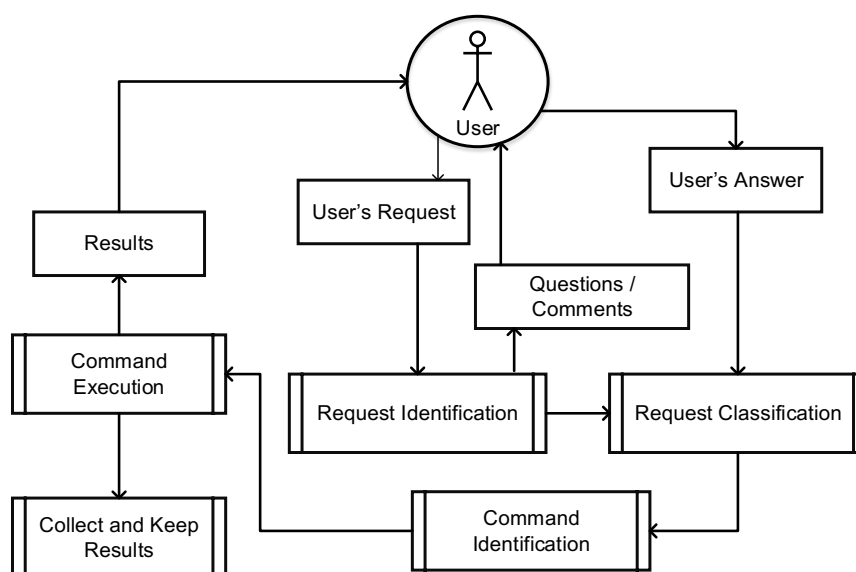 User
User’s Answer
User’s Request
Results
Questions /
Comments
Command
Execution
Request Identification
Request Classification
Collect and Keep
Results
Command
Identification